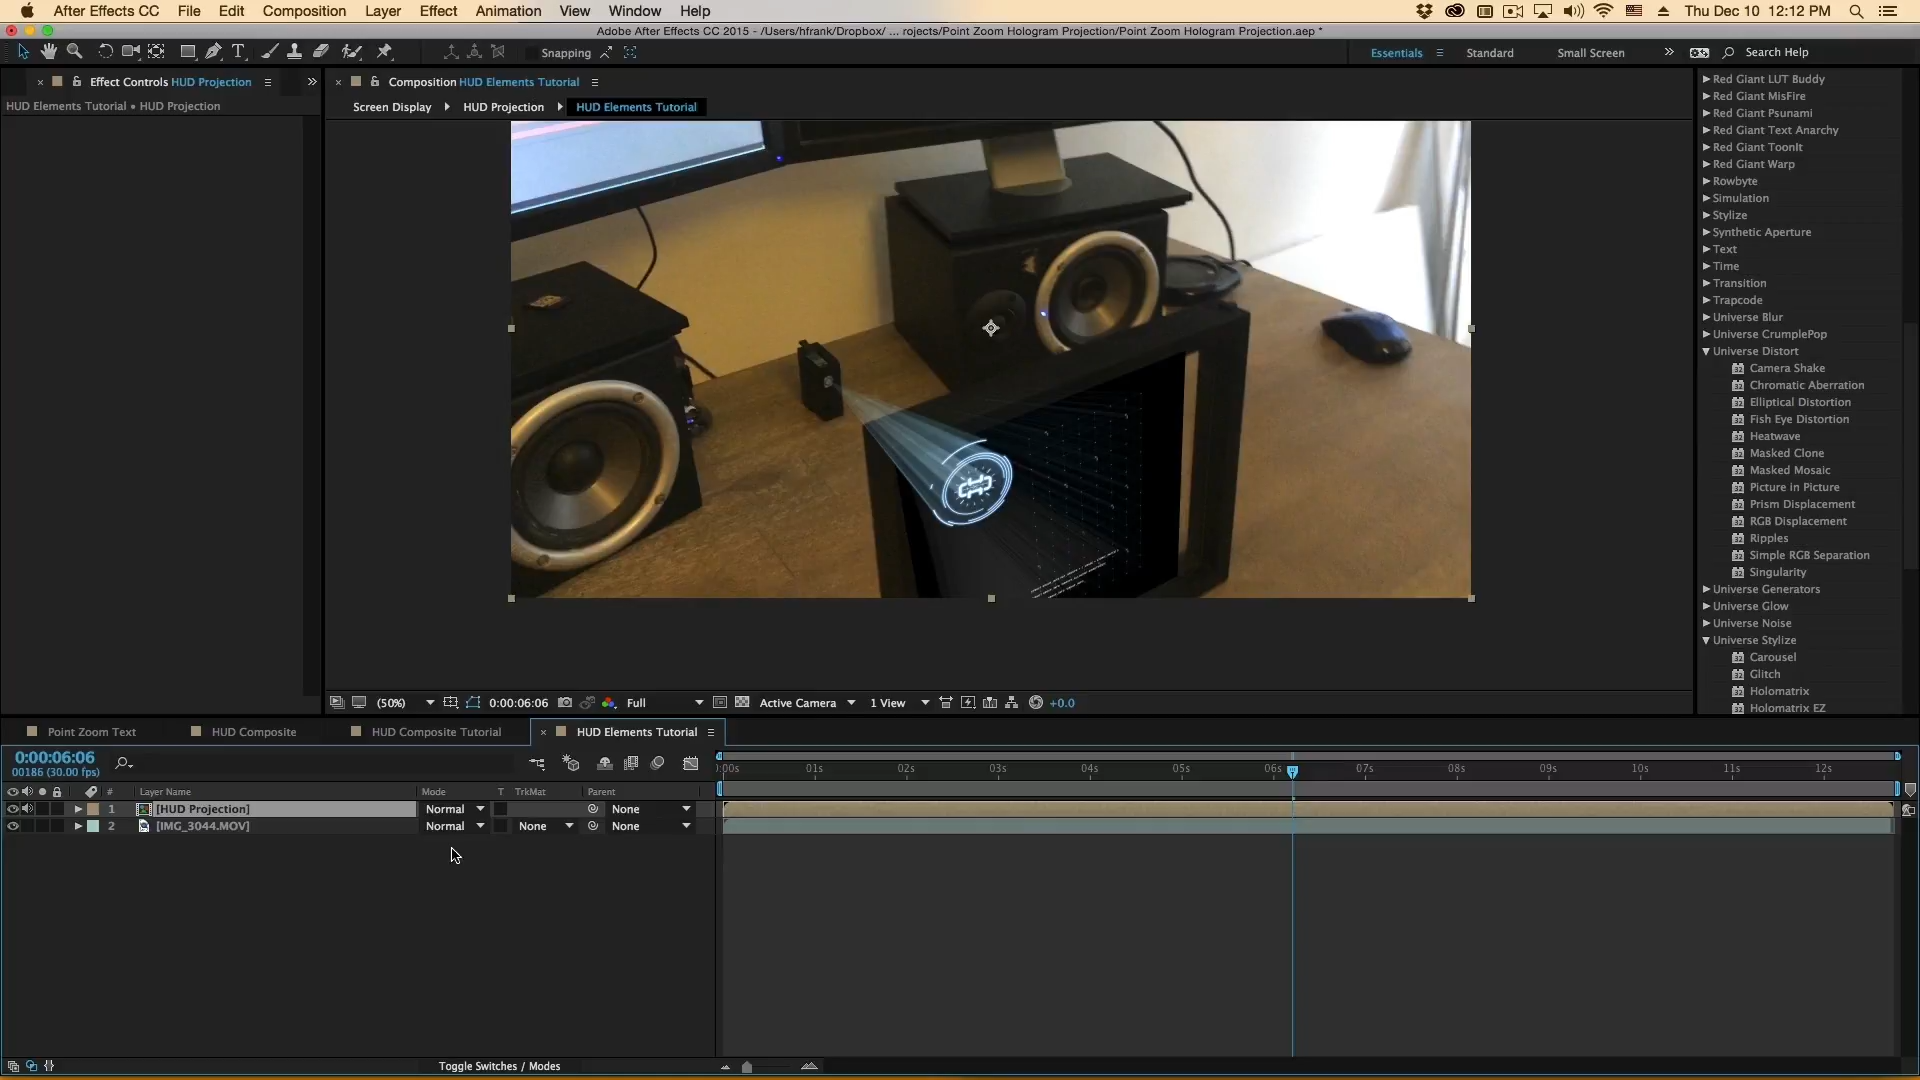 After Effects CC File Edit Composition Layer Effect Animation View Window Help Thu Dec 10 12:12 PM
Adobe After Effects CC 2015 - /Users/hfrank/Dropbox/ ... rojects/Point Zoom Hologram Projection/Point Zoom Hologram Projection.aep *
T Snapping Essentials Standard Small Screen Search Help
Effect Controls HUD Projection
Composition HUD Elements Tutorial
HUD Elements Tutorial • HUD Projection
Screen Display HUD Projection HUD Elements Tutorial
Red Giant LUT Buddy
Red Giant MisFire
Red Giant Psunami
Red Giant Text Anarchy
Red Giant ToonIt
Red Giant Warp
Rowbyte
Simulation
Stylize
Synthetic Aperture
Text
Time
Transition
Trapcode
Universe Blur
Universe CrumplePop
Universe Distort
Camera Shake
Chromatic Aberration
Elliptical Distortion
Fish Eye Distortion
Heatwave
Masked Clone
Masked Mosaic
Picture in Picture
Prism Displacement
RGB Displacement
Ripples
Simple RGB Separation
Singularity
Universe Generators
Universe Glow
Universe Noise
Universe Stylize
Carousel
Glitch
Holomatrix
Holomatrix EZ
(50%) 0:00:06:06 Full Active Camera 1 View +0.0
Point Zoom Text HUD Composite HUD Composite Tutorial HUD Elements Tutorial
0:00:06:06
00186 (30.00 fps)
:00s 01s 02s 03s 04s 05s 06s 07s 08s 09s 10s 11s 12s
# Layer Name Mode T TrkMat Parent
1 [HUD Projection] Normal None
2 [IMG_3044.MOV] Normal None None
Toggle Switches / Modes